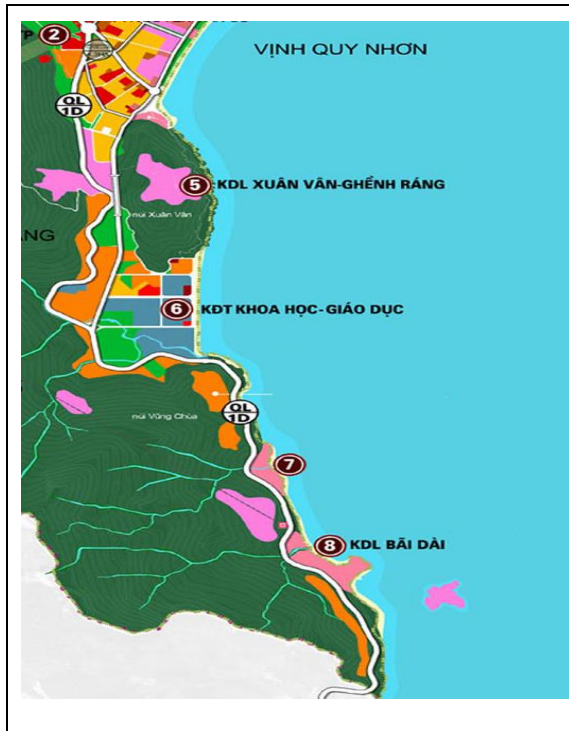 2
VỊNH QUY NHƠN
QL
1D
5 KDL XUÂN VÂN-GHỀNH RÁNG
núi Xuân Vân
6 KĐT KHOA HỌC-GIÁO DỤC
QL
1D
núi Vũng Chùa
7
8 KDL BÃI DÀI